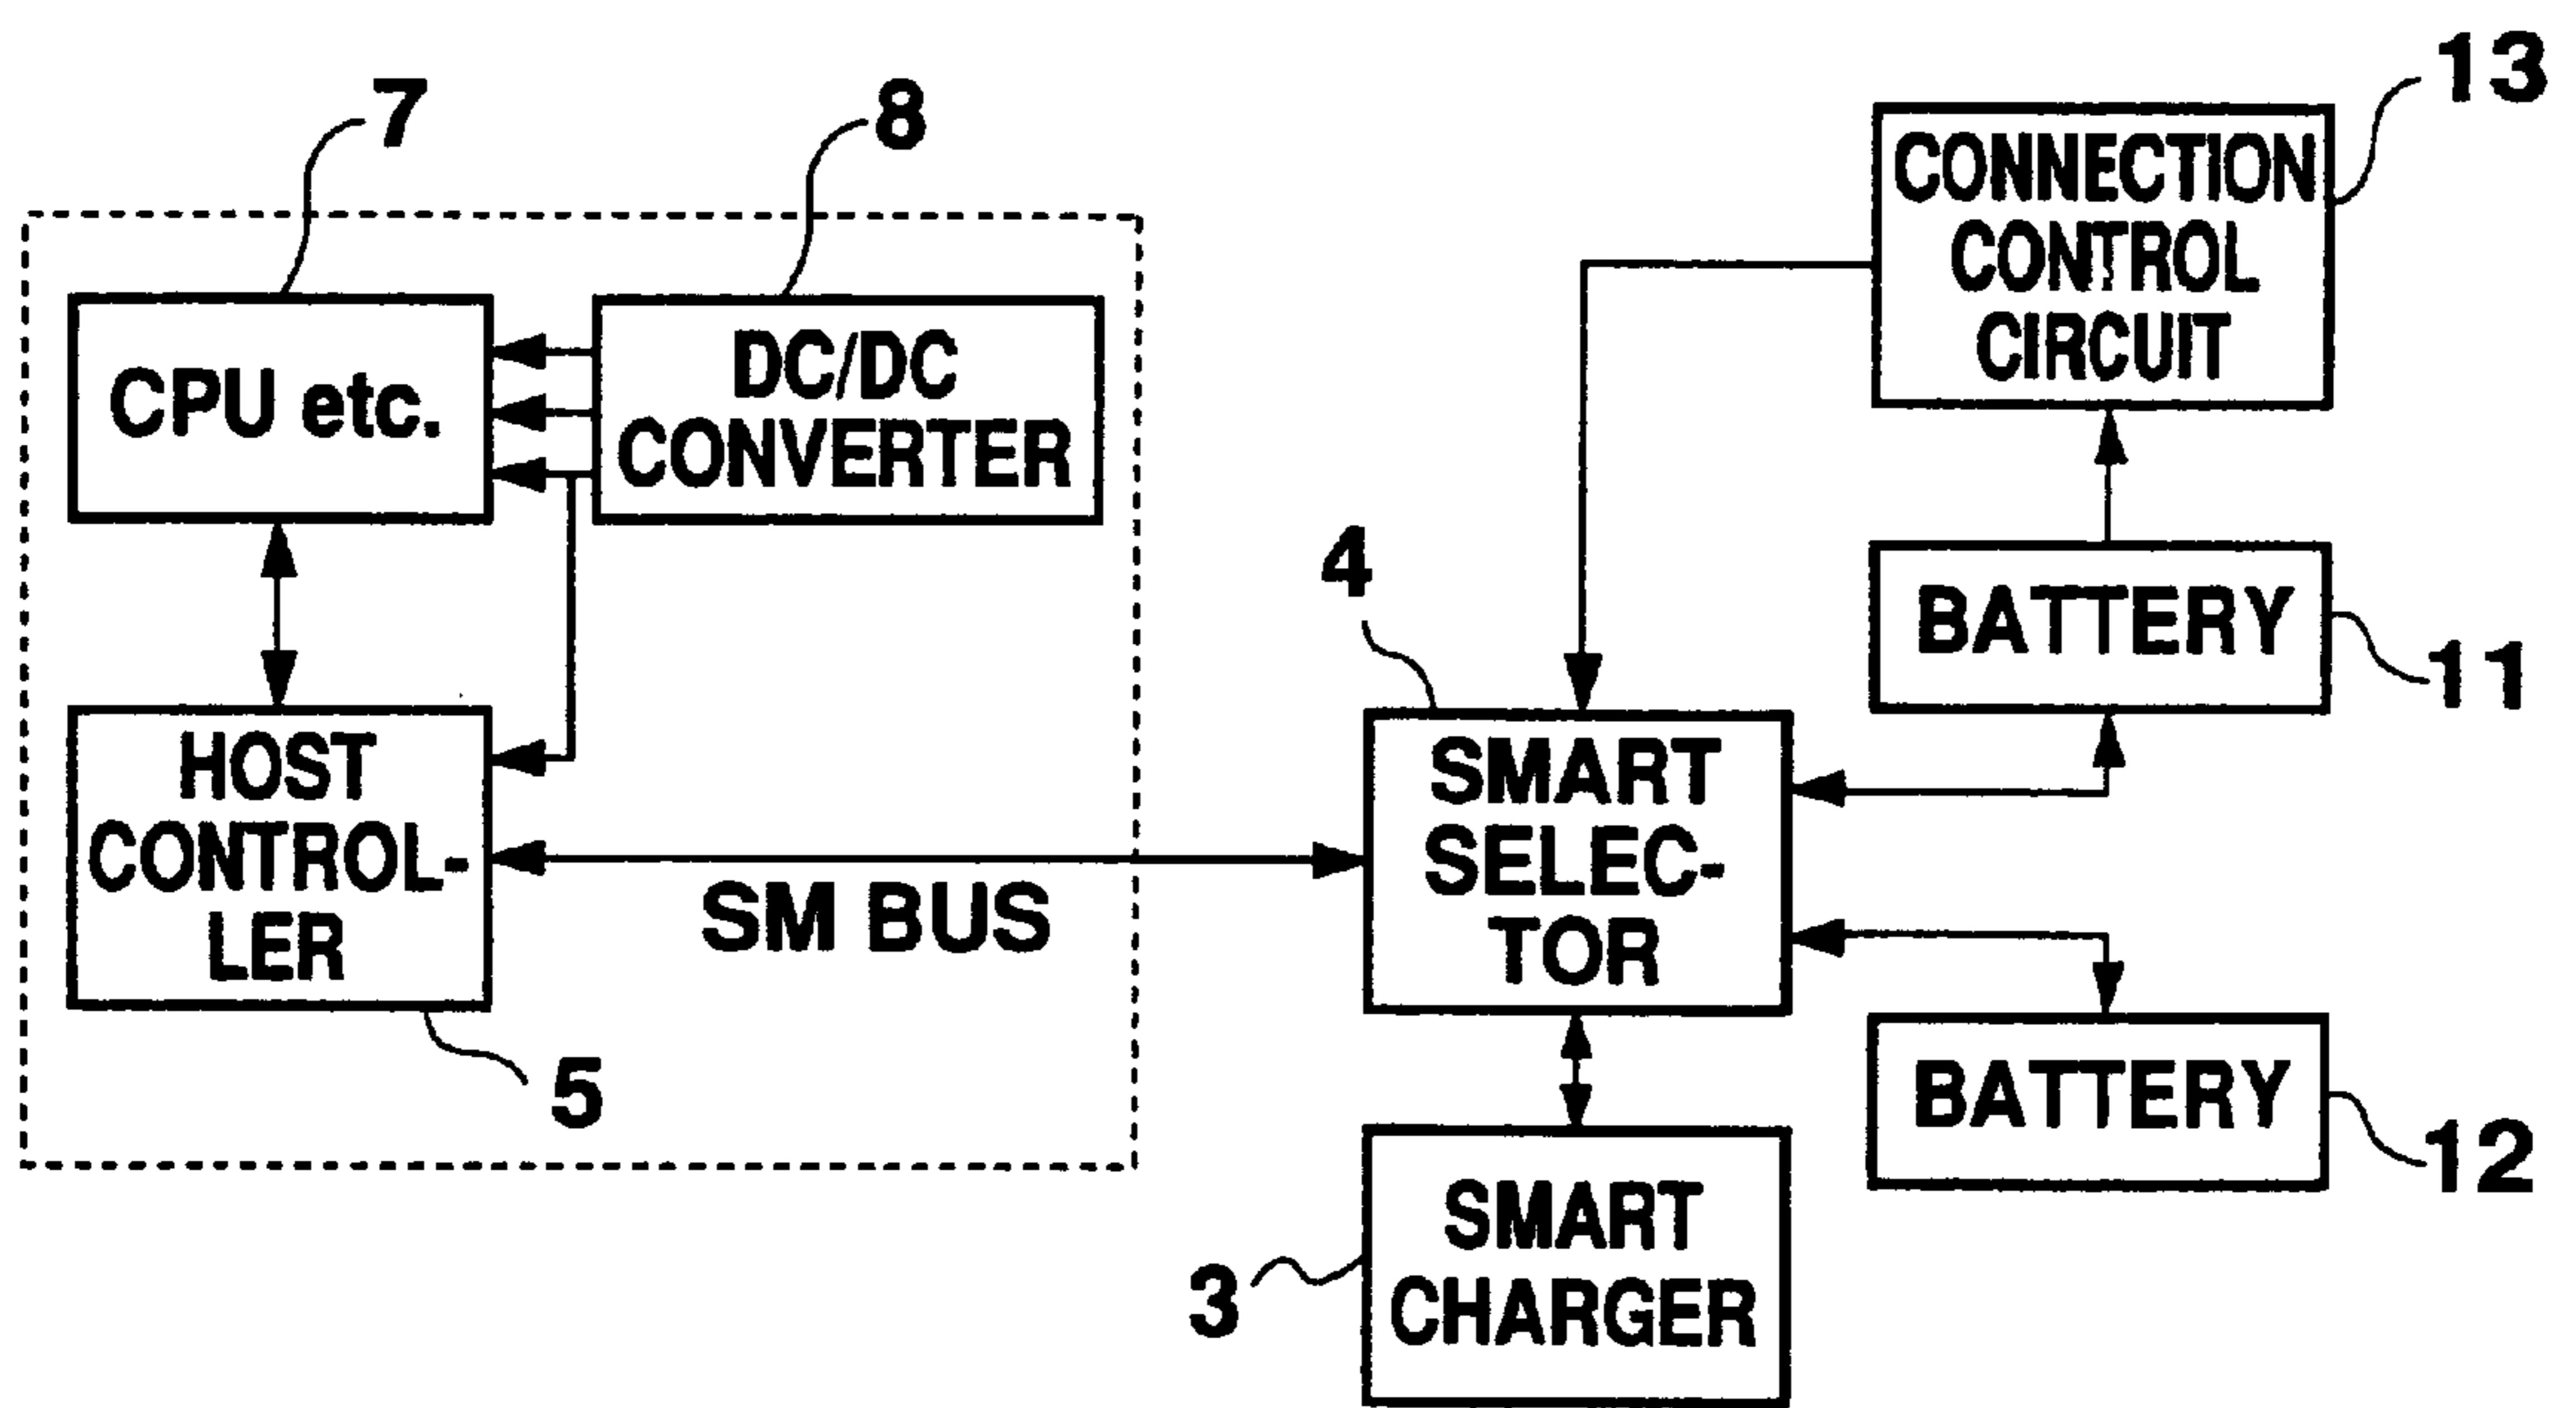 7
8
13
CPU etc.
DC/DC
CONVERTER
CONNECTION
CONTROL
CIRCUIT
4
BATTERY
11
HOST
CONTROL-
LER
SM BUS
5
SMART
SELEC-
TOR
BATTERY
12
3
SMART
CHARGER